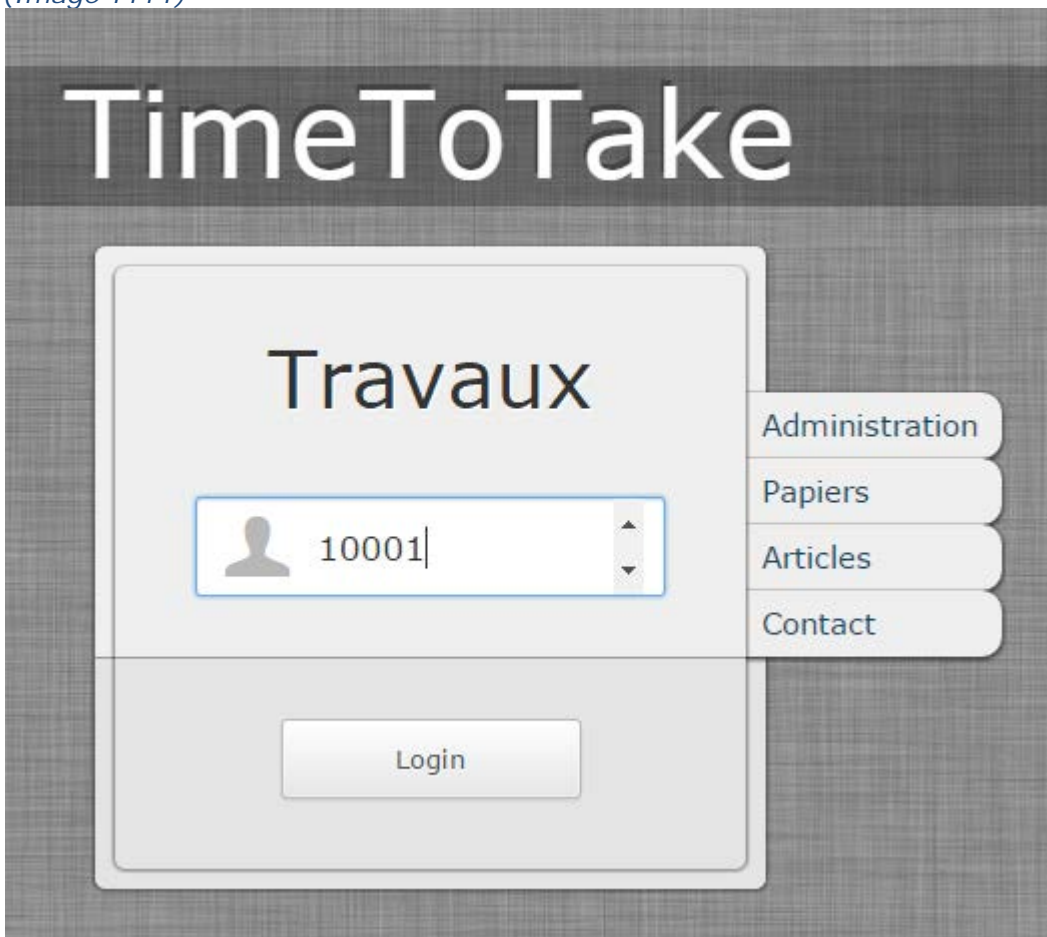 TimeToTake
Travaux
10001
Administration
Papiers
Articles
Contact
Login